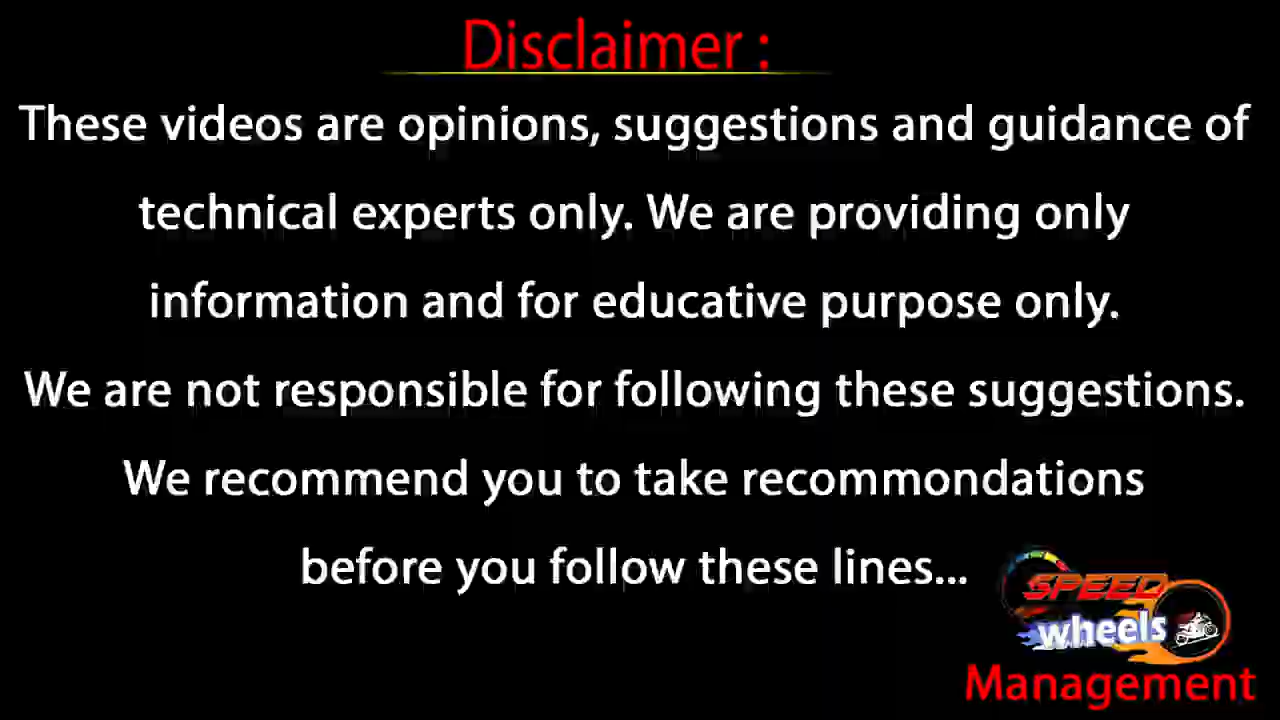 Disclaimer :
These videos are opinions, suggestions and guidance of
technical experts only. We are providing only
information and for educative purpose only.
We are not responsible for following these suggestions.
We recommend you to take recommondations
before you follow these lines...
SPEED
wheels
Management